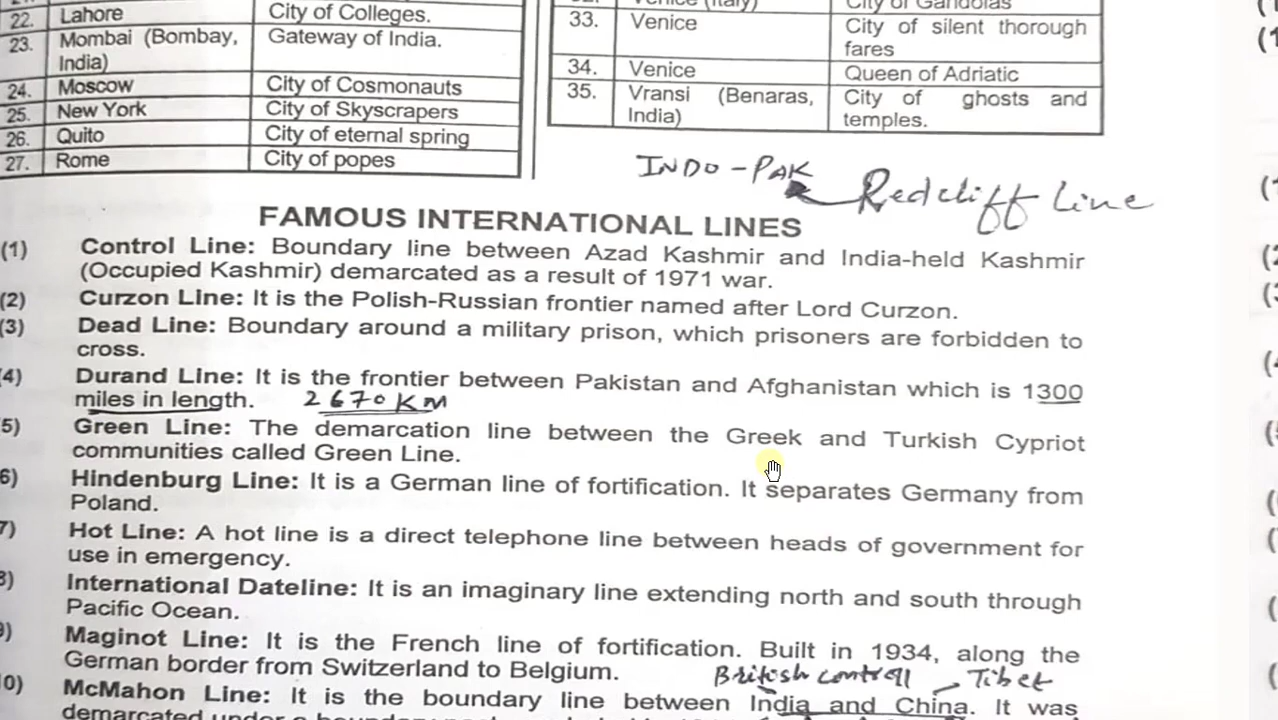 22. Lahore City of Colleges.
23. Mombai (Bombay, Gateway of India.
India)
24. Moscow City of Cosmonauts
25. New York City of Skyscrapers
26. Quito City of eternal spring
27. Rome City of popes
33. Venice City of silent thorough
fares
34. Venice Queen of Adriatic
35. Vransi (Benaras, City of ghosts and
India) temples.
INDO-PAK Redcliff Line
FAMOUS INTERNATIONAL LINES
(1) Control Line: Boundary line between Azad Kashmir and India-held Kashmir
(Occupied Kashmir) demarcated as a result of 1971 war.
(2) Curzon Line: It is the Polish-Russian frontier named after Lord Curzon.
(3) Dead Line: Boundary around a military prison, which prisoners are forbidden to
cross.
(4) Durand Line: It is the frontier between Pakistan and Afghanistan which is 1300
miles in length. 2670 KM
5) Green Line: The demarcation line between the Greek and Turkish Cypriot
communities called Green Line.
6) Hindenburg Line: It is a German line of fortification. It separates Germany from
Poland.
7) Hot Line: A hot line is a direct telephone line between heads of government for
use in emergency.
8) International Dateline: It is an imaginary line extending north and south through
Pacific Ocean.
9) Maginot Line: It is the French line of fortification. Built in 1934, along the
German border from Switzerland to Belgium. British controll Tibet
10) McMahon Line: It is the boundary line between India and China. It was